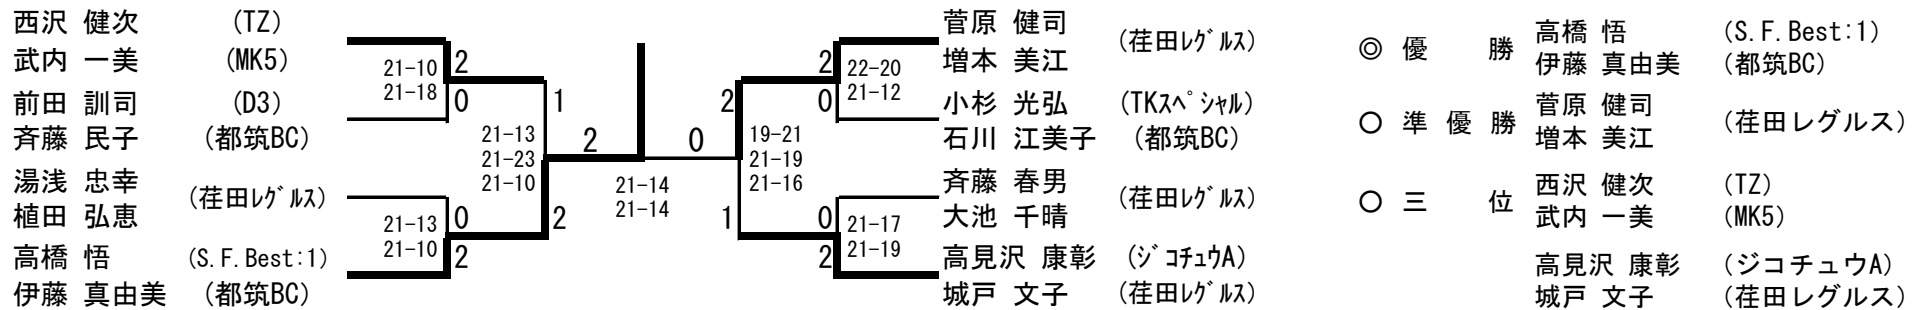 西沢 健次 (TZ)
武内 一美 (MK5)
21-10 2
21-18 0
前田 訓司 (D3)
斉藤 民子 (都筑BC)
1
21-13
21-23
21-10
2
湯浅 忠幸
植田 弘恵
(荏田ﾚｸﾞﾙｽ)
21-13 0
21-10 2
高橋 悟 (S.F.Best:1)
伊藤 真由美 (都筑BC)
2 0
21-14
21-14
菅原 健司
増本 美江
(荏田ﾚｸﾞﾙｽ)
2 22-20
0 21-12
小杉 光弘 (TKｽﾍﾟｼｬﾙ)
石川 江美子 (都筑BC)
2
19-21
21-19
21-16
1
斉藤 春男
大池 千晴
(荏田ﾚｸﾞﾙｽ)
0 21-17
2 21-19
高見沢 康彰 (ｼﾞｺﾁｭｳA)
城戸 文子 (荏田ﾚｸﾞﾙｽ)
◎ 優 勝
高橋 悟 (S.F.Best:1)
伊藤 真由美 (都筑BC)
○ 準 優 勝
菅原 健司
増本 美江
(荏田レグルス)
○ 三 位
西沢 健次 (TZ)
武内 一美 (MK5)
高見沢 康彰 (ジコチュウA)
城戸 文子 (荏田レグルス)